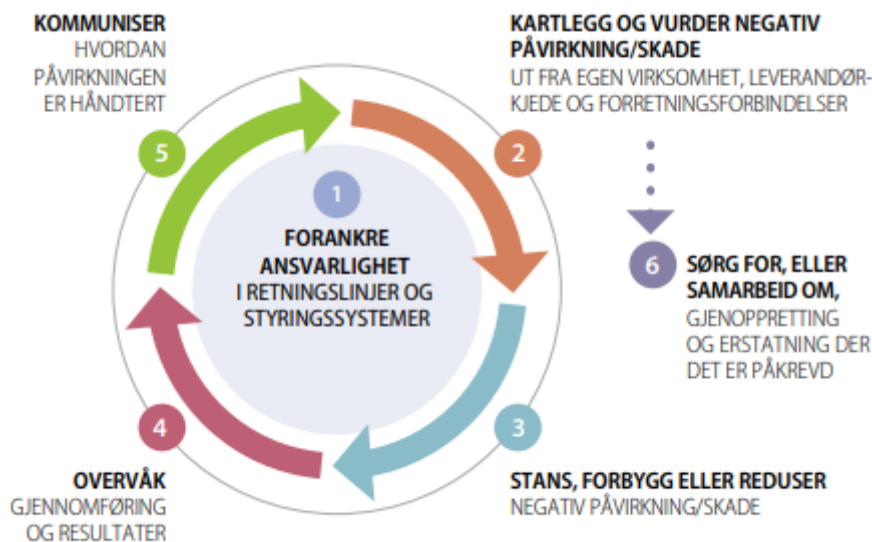 KOMMUNISER
HVORDAN
PÅVIRKNINGEN
ER HÅNDTERT
KARTLEGG OG VURDER NEGATIV
PÅVIRKNING/SKADE
UT FRA EGEN VIRKSOMHET, LEVERANDØR-
KJEDE OG FORRETNINGSFORBINDELSER
5
2
1
FORANKRE
ANSVARLIGHET
I RETNINGSLINJER OG
STYRINGSSYSTEMER
6
SØRG FOR, ELLER
SAMARBEID OM,
GJENOPPRETTING
OG ERSTATNING DER
DET ER PÅKREVD
4
3
OVERVÅK
GJENNOMFØRING
OG RESULTATER
STANS, FORBYGG ELLER REDUSER
NEGATIV PÅVIRKNING/SKADE